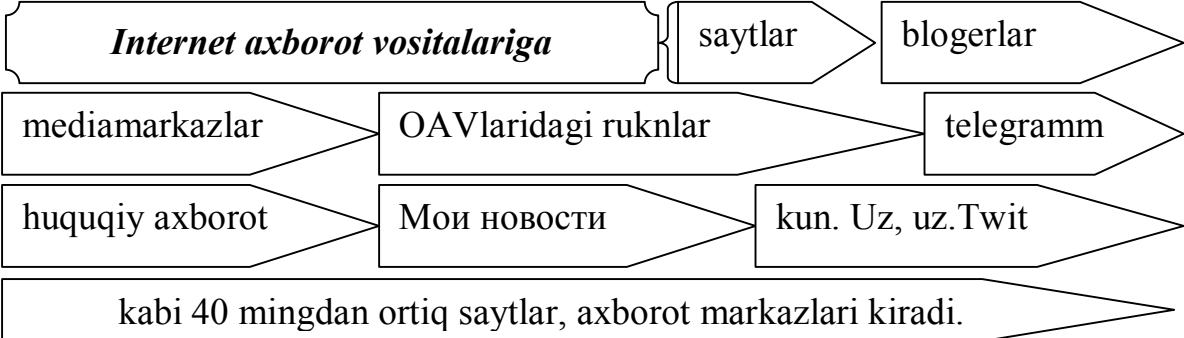 Internet axborot vositalariga saytlar blogerlar
mediamarkazlar OAVlaridagi ruknlar telegramm
huquqiy axborot Мои новости kun. Uz, uz.Twit
kabi 40 mingdan ortiq saytlar, axborot markazlari kiradi.